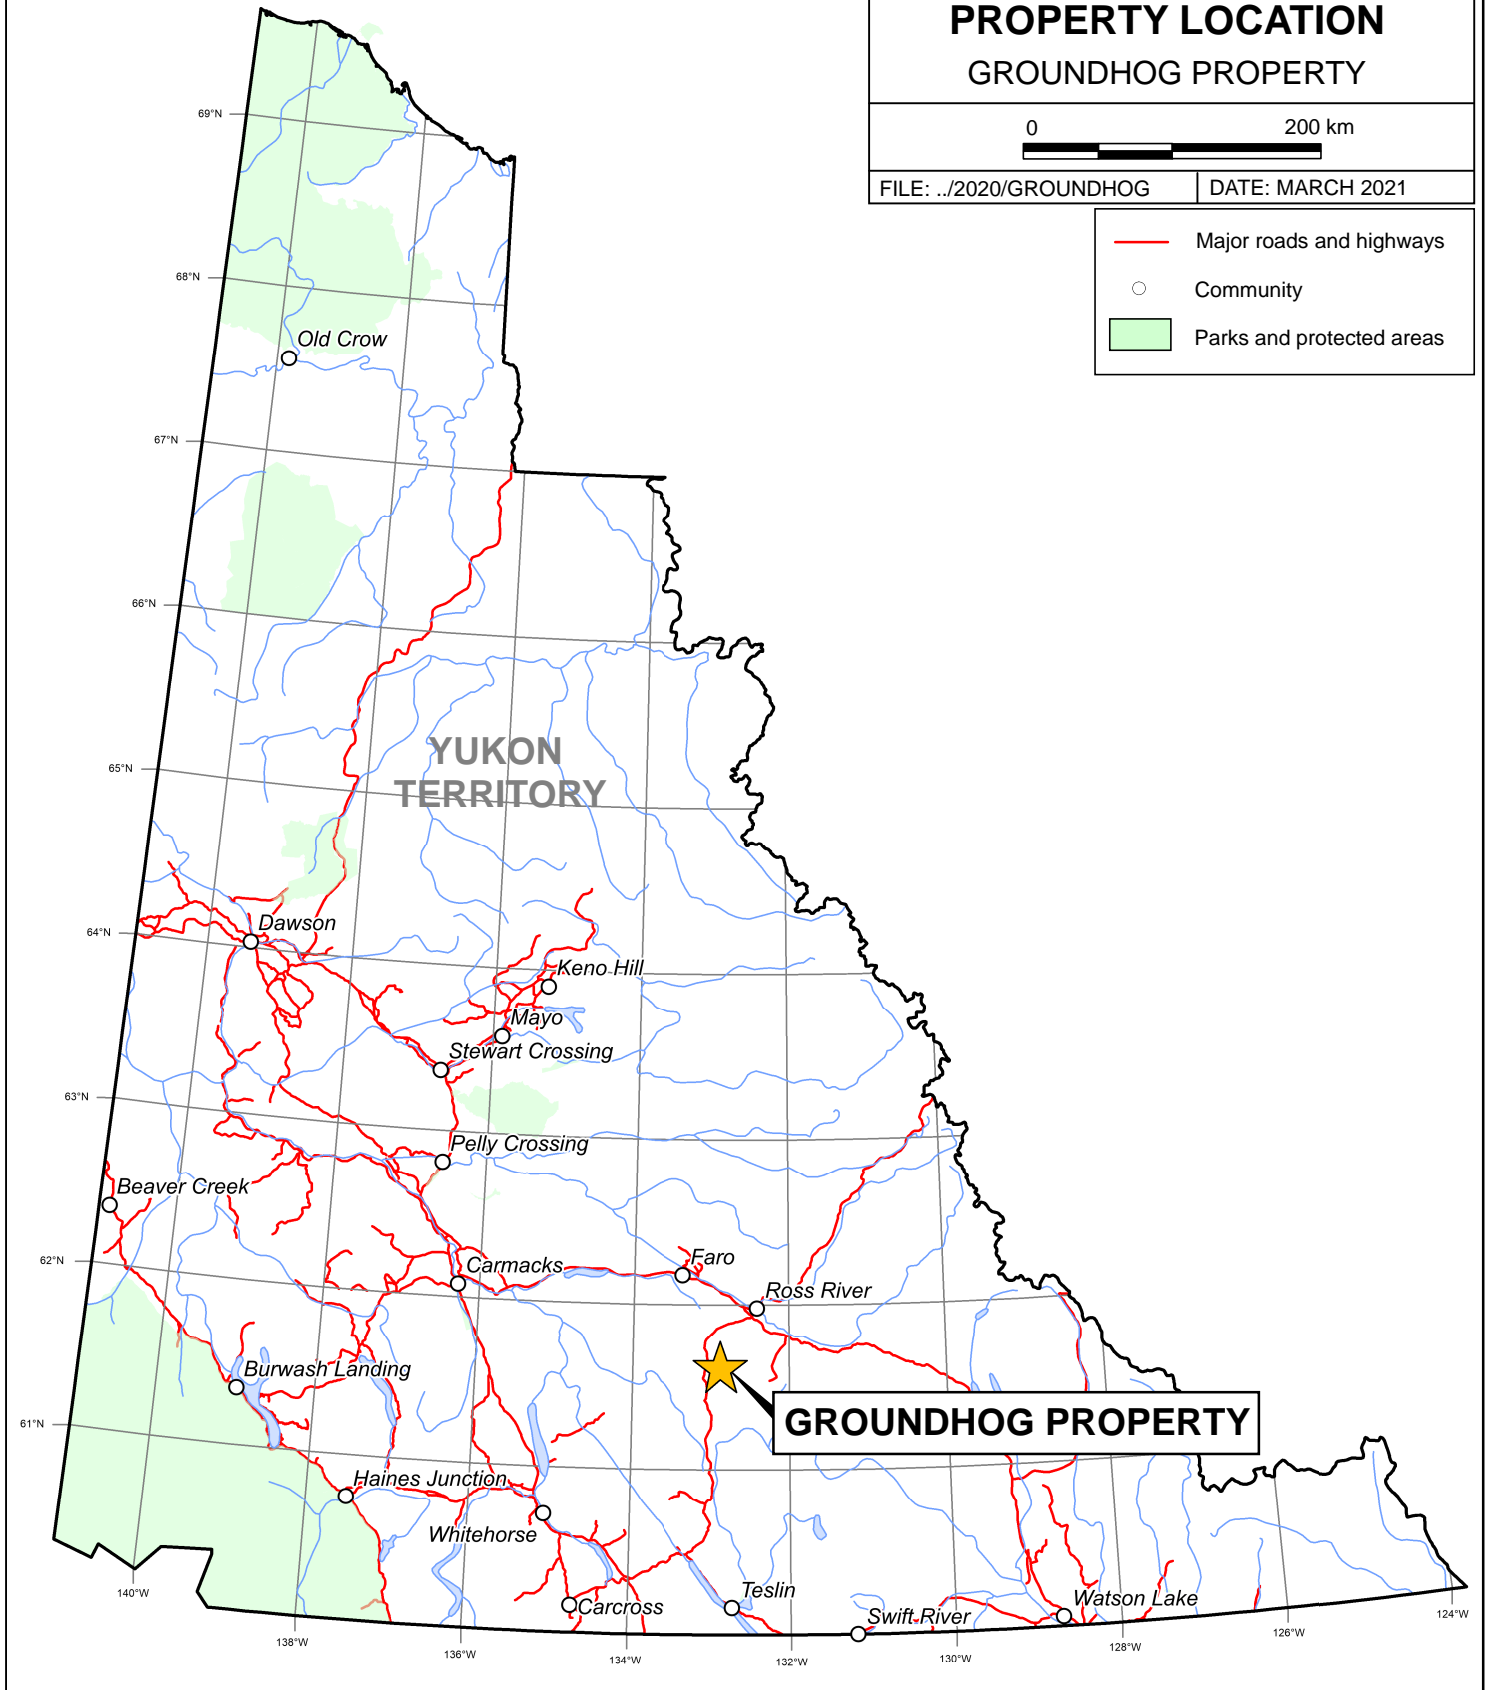 PROPERTY LOCATION
GROUNDHOG PROPERTY
0 200 km
FILE: ../2020/GROUNDHOG DATE: MARCH 2021
Major roads and highways
Community
Parks and protected areas
69°N
68°N
Old Crow
67°N
66°N
YUKON
TERRITORY
65°N
Dawson
64°N
Keno Hill
Mayo
Stewart Crossing
63°N
Pelly Crossing
Beaver Creek
62°N
Carmacks
Faro
Ross River
Burwash Landing
61°N
GROUNDHOG PROPERTY
Haines Junction
Whitehorse
Teslin
Carcross
Swift River
Watson Lake
140°W
138°W
136°W
134°W
132°W
130°W
128°W
126°W
124°W